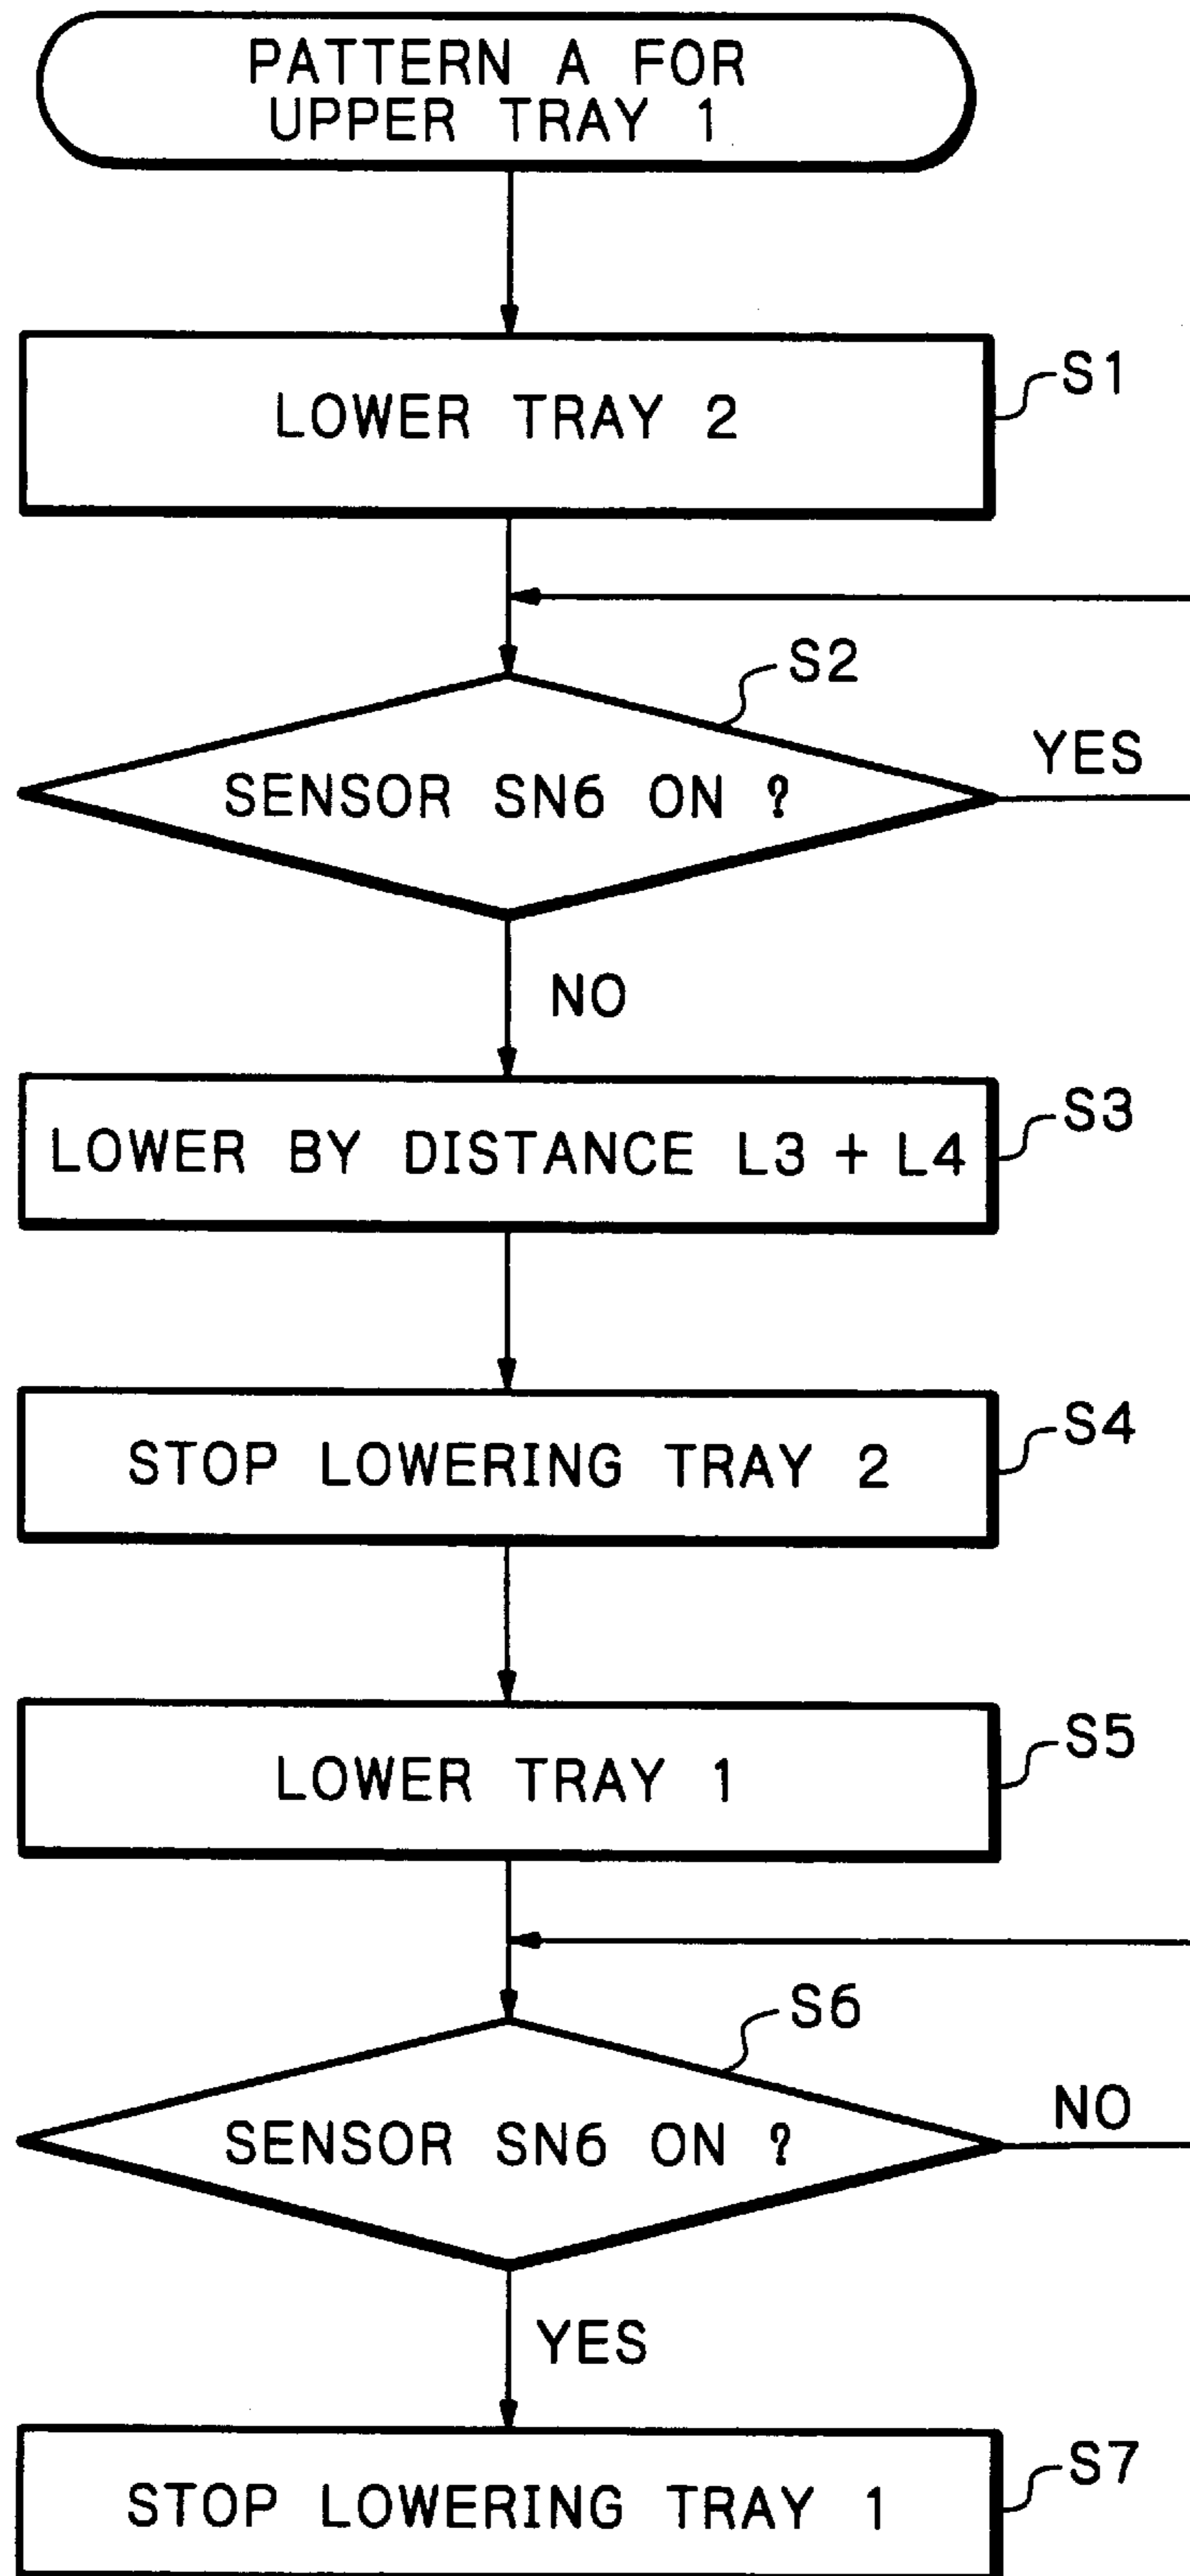 PATTERN A FOR
UPPER TRAY 1
LOWER TRAY 2
S1
S2
SENSOR SN6 ON ?
YES
NO
LOWER BY DISTANCE L3 + L4
S3
STOP LOWERING TRAY 2
S4
LOWER TRAY 1
S5
S6
SENSOR SN6 ON ?
NO
YES
STOP LOWERING TRAY 1
S7